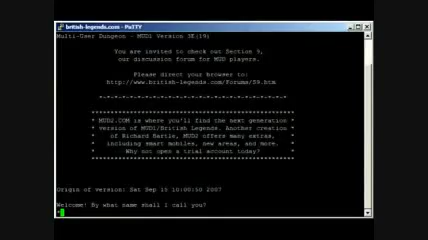 british-legends.com - PuTTY
Multi-User Dungeon - MUD1 Version 3E(19)
You are invited to check out Section 9,
our discussion forum for MUD players.
Please direct your browser to:
http://www.british-legends.com/Forums/S9.htm
-*-*-*-*-*-*-*-*-*-*-*-*-*-*-*-
****************************************************
* MUD2.COM is where you'll find the next generation *
* version of MUD1/British Legends. Another creation *
* of Richard Bartle, MUD2 offers many extras, *
* including smart mobiles, new areas, and more. *
* Why not open a trial account today? *
****************************************************
Origin of version: Sat Sep 10:00:50 2007
Welcome! By what name shall I call you?
*